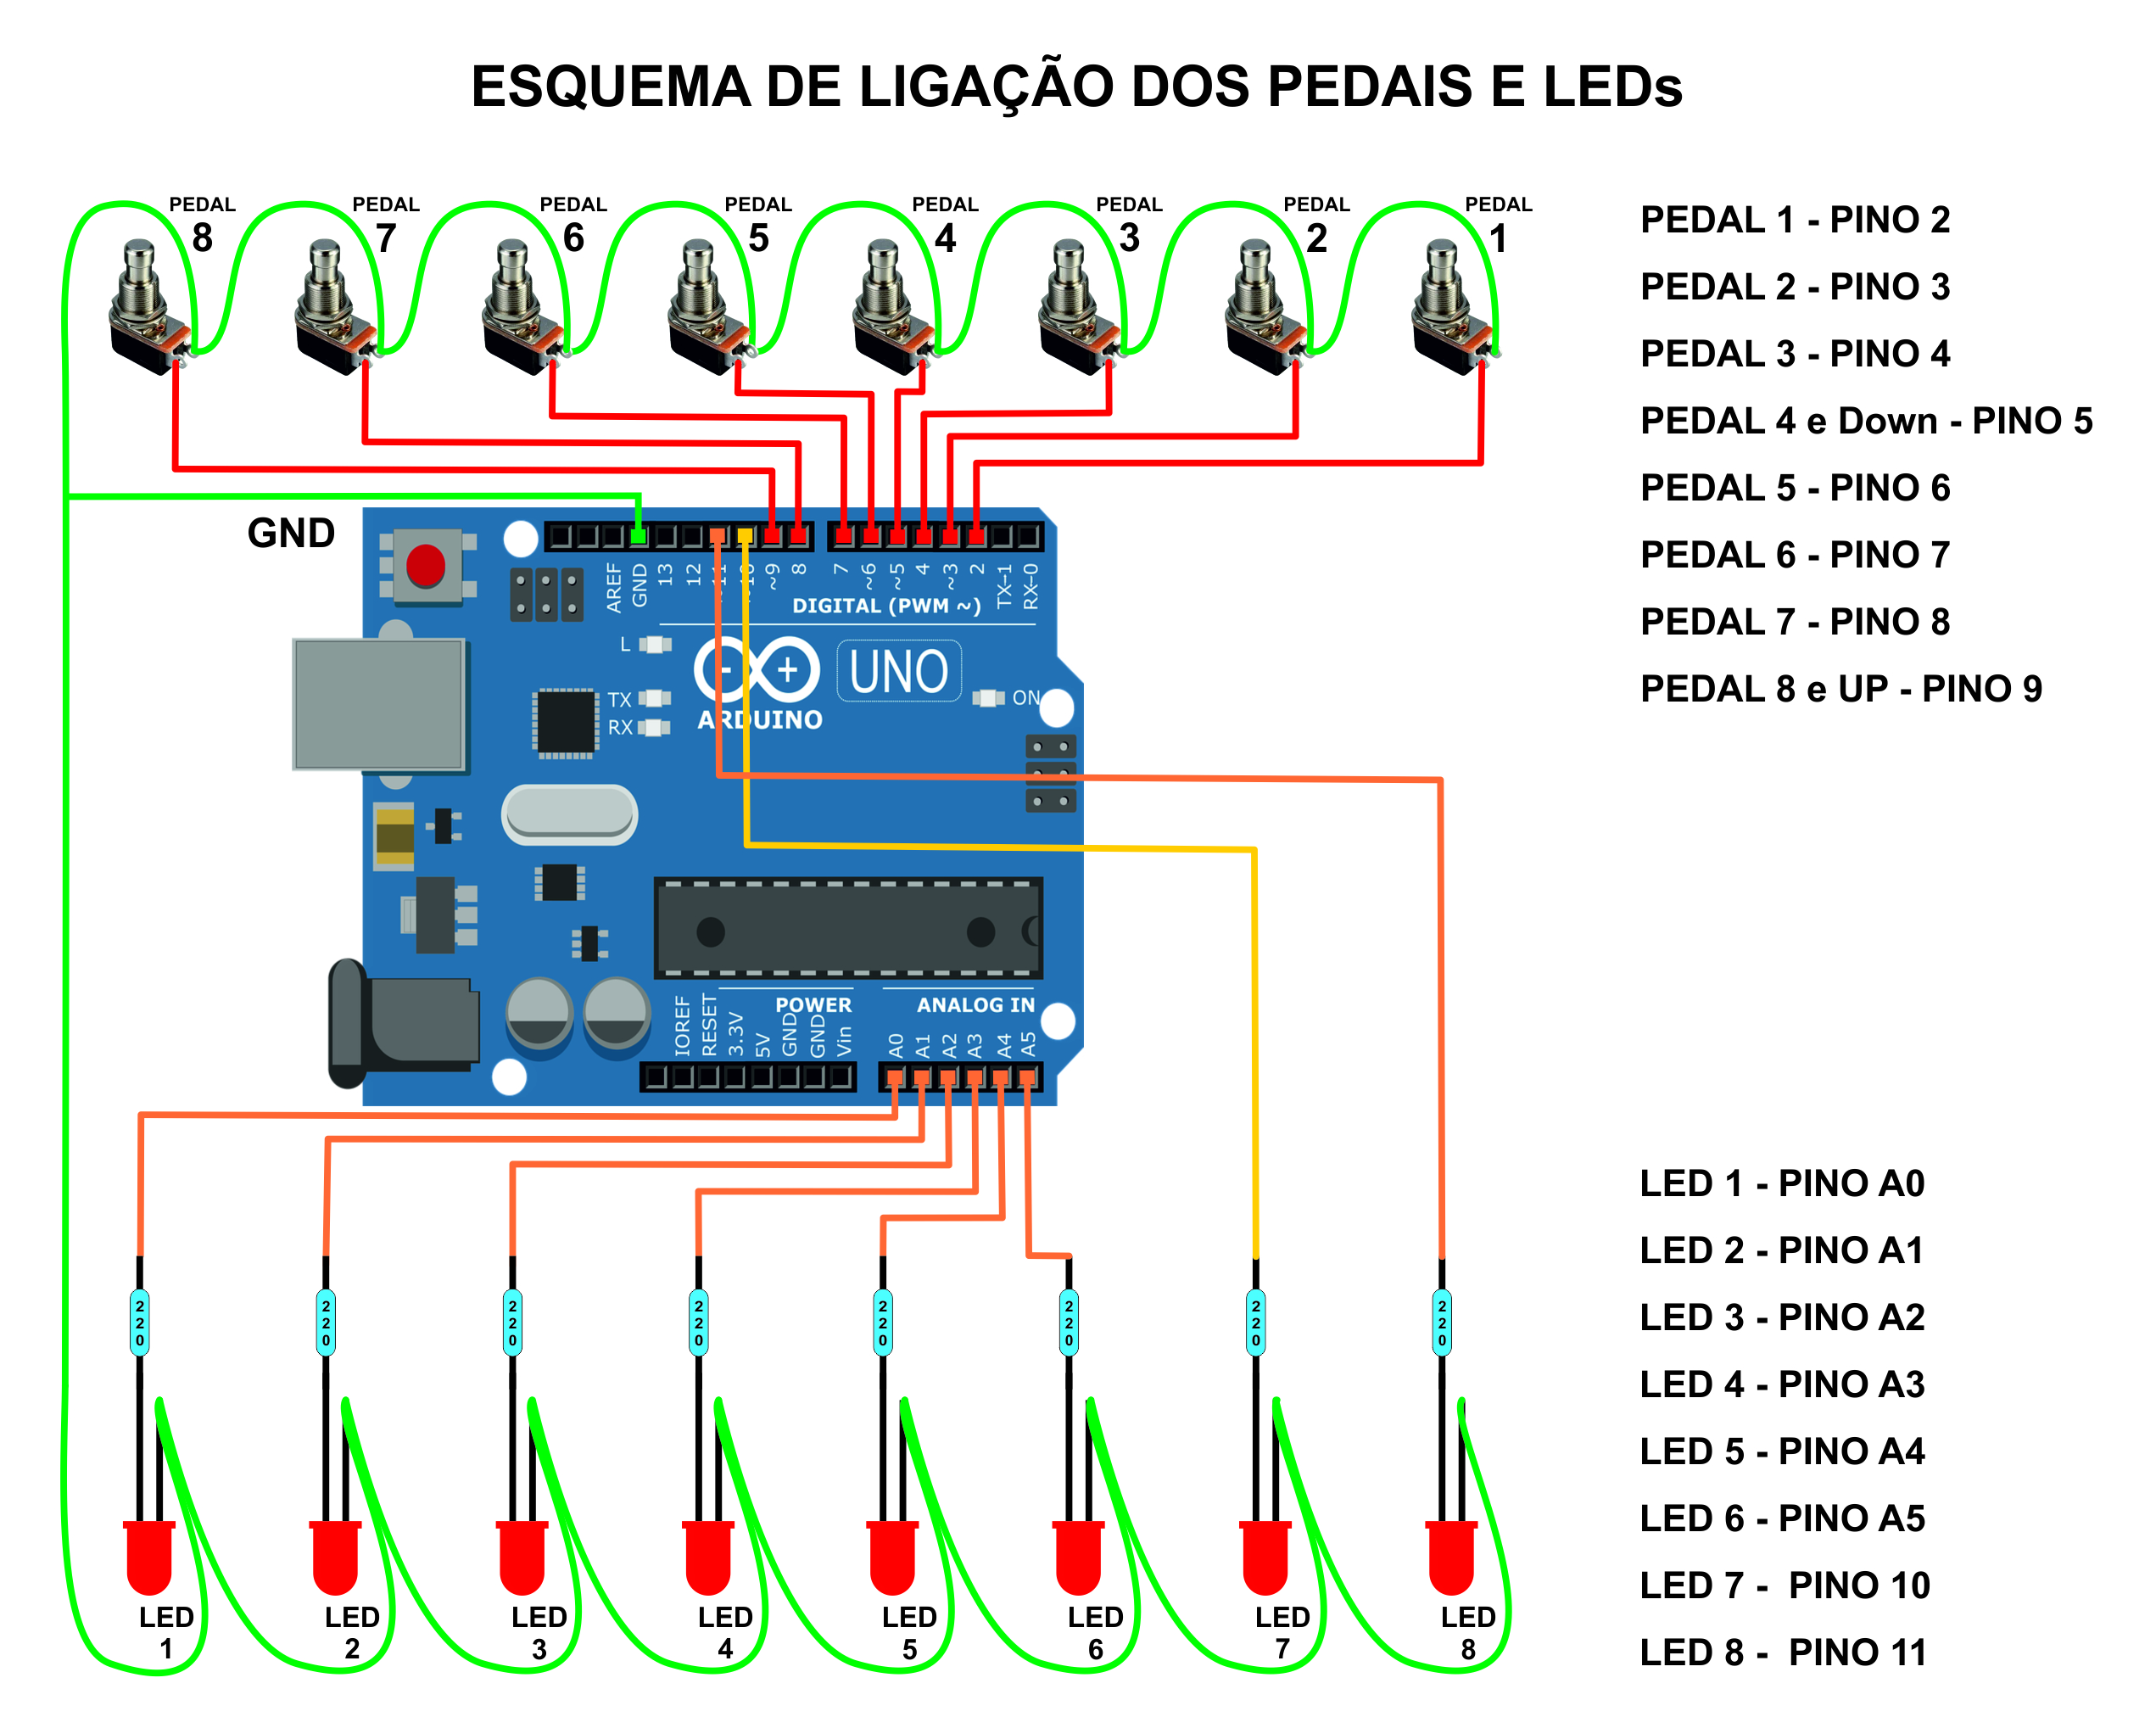 ESQUEMA DE LIGAÇÃO DOS PEDAIS E LEDs
PEDAL 8
PEDAL 7
PEDAL 6
PEDAL 5
PEDAL 4
PEDAL 3
PEDAL 2
PEDAL 1
PEDAL 1 - PINO 2
PEDAL 2 - PINO 3
PEDAL 3 - PINO 4
PEDAL 4 e Down - PINO 5
PEDAL 5 - PINO 6
PEDAL 6 - PINO 7
PEDAL 7 - PINO 8
PEDAL 8 e UP - PINO 9
GND
AREF
GND
13
12
~9
8
7
~6
~5
4
~3
2
TX→1
RX←0
DIGITAL (PWM ~)
L
TX
RX
ARDUINO
UNO
ON
POWER
ANALOG IN
IOREF
RESET
3.3V
5V
GND
GND
Vin
A0
A1
A2
A3
A4
A5
220
220
220
220
220
220
220
220
LED 1
LED 2
LED 3
LED 4
LED 5
LED 6
LED 7
LED 8
LED 1 - PINO A0
LED 2 - PINO A1
LED 3 - PINO A2
LED 4 - PINO A3
LED 5 - PINO A4
LED 6 - PINO A5
LED 7 - PINO 10
LED 8 - PINO 11